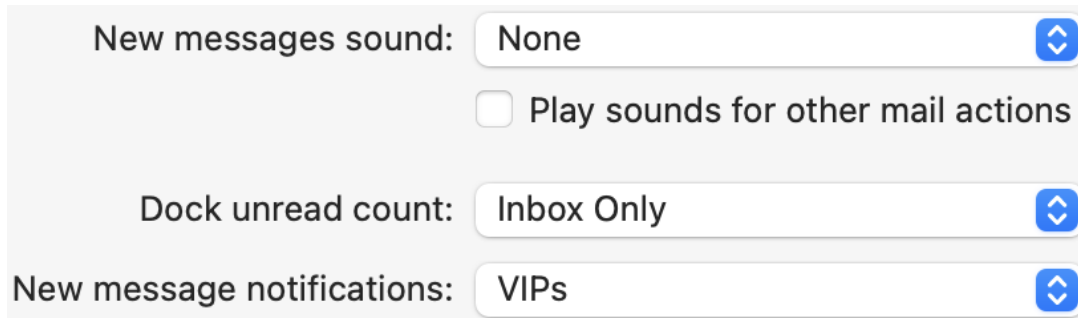 New messages sound: None
Play sounds for other mail actions
Dock unread count: Inbox Only
New message notifications: VIPs